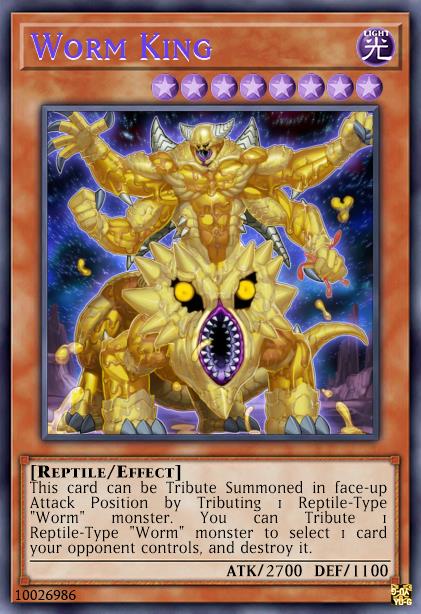 Worm King
LIGHT
光
[Reptile/Effect]
This card can be Tribute Summoned in face-up
Attack Position by Tributing 1 Reptile-Type
"Worm" monster. You can Tribute 1
Reptile-Type "Worm" monster to select 1 card
your opponent controls, and destroy it.
ATK/2700 DEF/1100
10026986